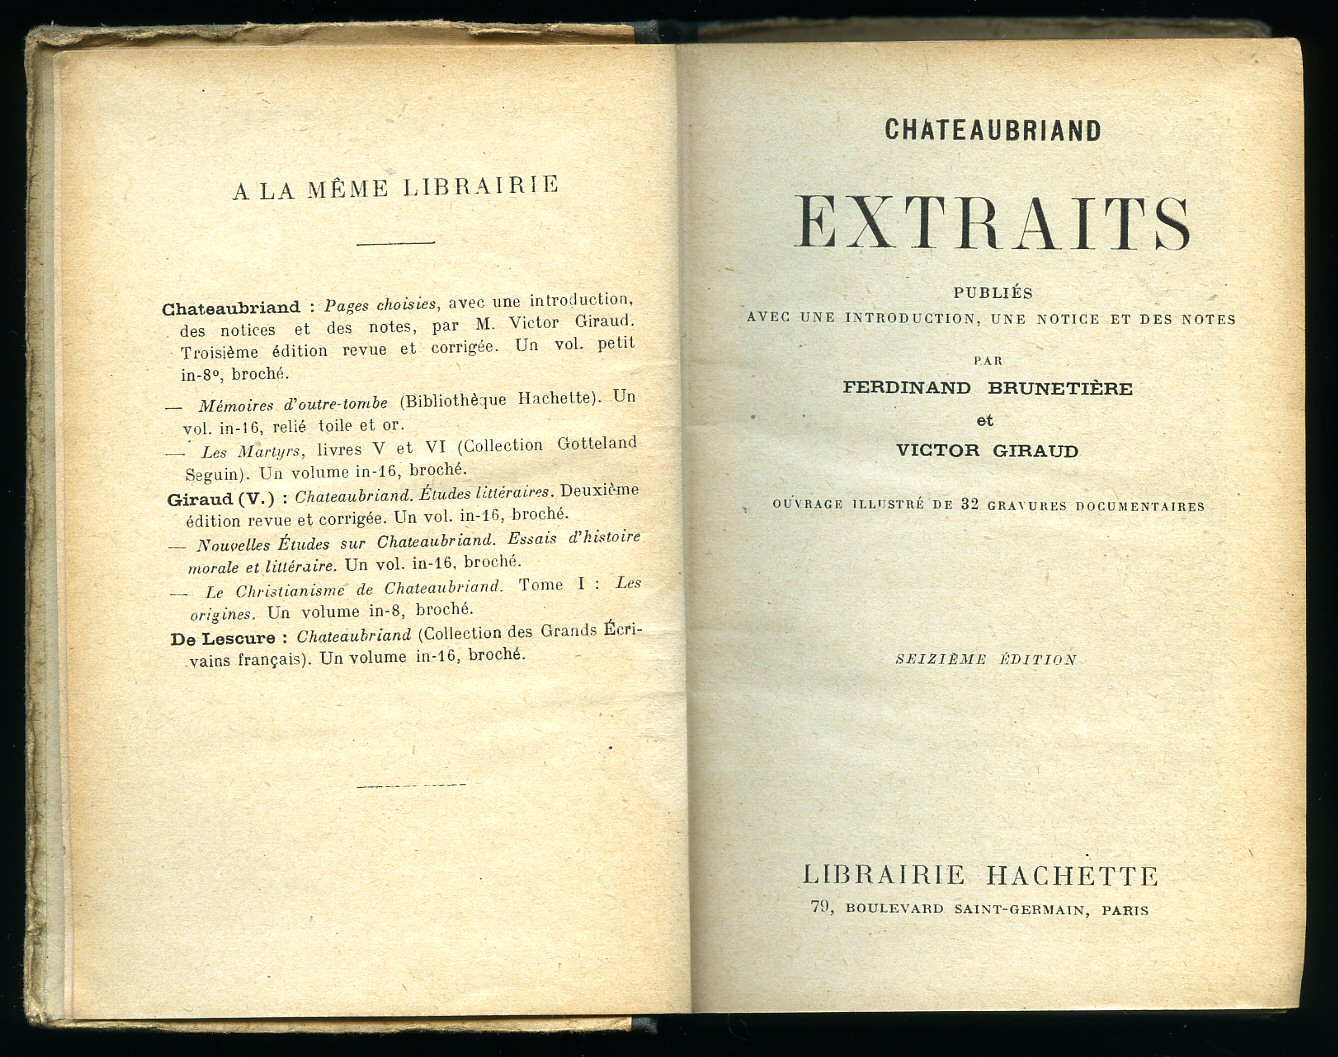 A LA MÊME LIBRAIRIE
Chateaubriand : Pages choisies, avec une introduction,
des notices et des notes, par M. Victor Giraud.
Troisième édition revue et corrigée. Un vol. petit
in-8º, broché.
— Mémoires d'outre-tombe (Bibliothèque Hachette). Un
vol. in-16, relié toile et or.
— Les Martyrs, livres V et VI (Collection Gotteland
Seguin). Un volume in-16, broché.
Giraud (V.) : Chateaubriand. Études littéraires. Deuxième
édition revue et corrigée. Un vol. in-16, broché.
— Nouvelles Études sur Chateaubriand. Essais d'histoire
morale et littéraire. Un vol. in-16, broché.
— Le Christianisme de Chateaubriand. Tome I : Les
origines. Un volume in-8, broché.
De Lescure : Chateaubriand (Collection des Grands Écri-
vains français). Un volume in-16, broché.
CHATEAUBRIAND
EXTRAITS
PUBLIÉS
AVEC UNE INTRODUCTION, UNE NOTICE ET DES NOTES
PAR
FERDINAND BRUNETIÈRE
et
VICTOR GIRAUD
OUVRAGE ILLUSTRÉ DE 32 GRAVURES DOCUMENTAIRES
SEIZIÈME ÉDITION
LIBRAIRIE HACHETTE
79, BOULEVARD SAINT-GERMAIN, PARIS